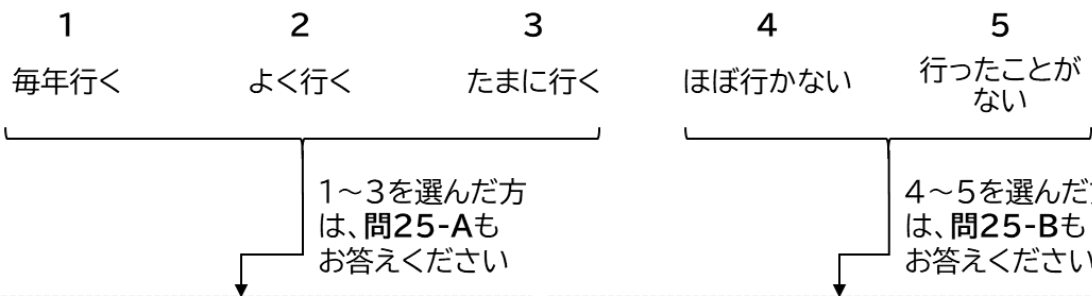 1 2 3 4 5
毎年行く よく行く たまに行く ほぼ行かない 行ったことが
ない
1～3を選んだ方
は、問25-Aも
お答えください
4～5を選んだ
は、問25-Bも
お答えください